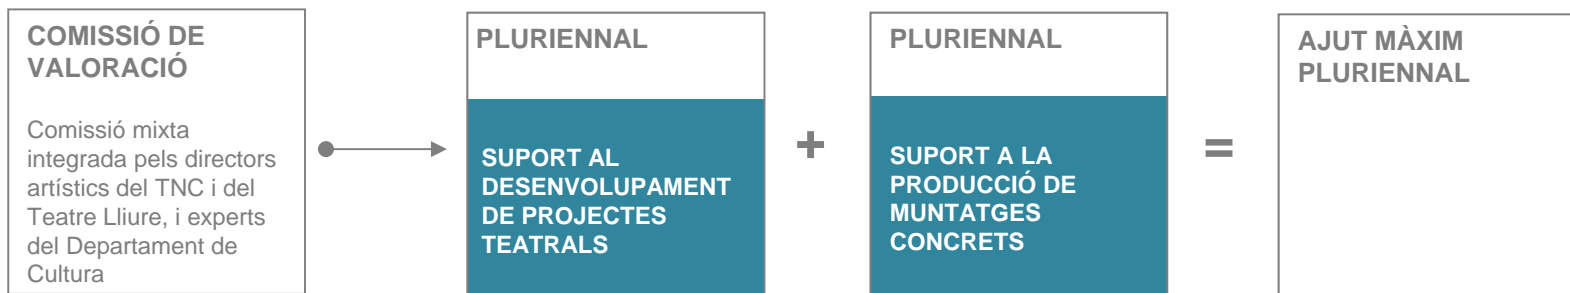 COMISSIÓ DE
VALORACIÓ
Comissió mixta
integrada pels directors
artístics del TNC i del
Teatre Lliure, i experts
del Departament de
Cultura
PLURIENNAL
SUPORT AL
DESENVOLUPAMENT
DE PROJECTES
TEATRALS
+
PLURIENNAL
SUPORT A LA
PRODUCCIÓ DE
MUNTATGES
CONCRETS
=
AJUT MÀXIM
PLURIENNAL